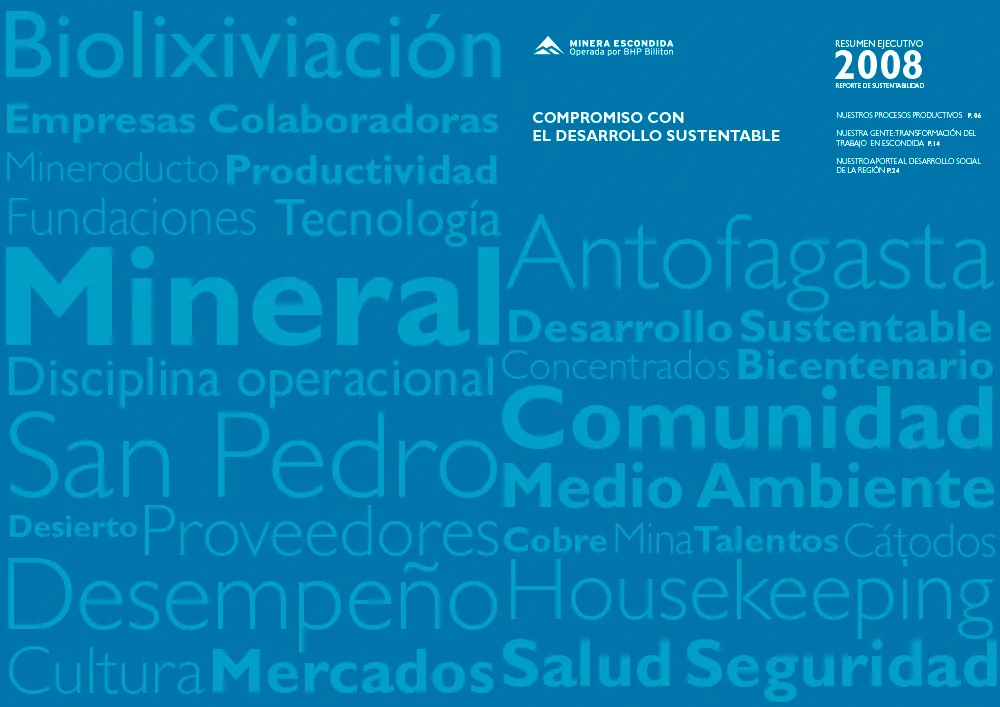 Biolixiviación
Empresas Colaboradoras
Mineroducto Productividad
Fundaciones Tecnología
Mineral
Disciplina operacional
San Pedro
Desierto Proveedores
Desempeño
Cultura Mercados
MINERA ESCONDIDA
Operada por BHP Billiton
COMPROMISO CON
EL DESARROLLO SUSTENTABLE
RESUMEN EJECUTIVO
2008
REPORTE DE SUSTENTABILIDAD
NUESTROS PROCESOS PRODUCTIVOS P. 06
NUESTRA GENTE: TRANSFORMACIÓN DEL
TRABAJO EN ESCONDIDA P.14
NUESTRO APORTE AL DESARROLLO SOCIAL
DE LA REGIÓN P.24
Antofagasta
Desarrollo Sustentable
Concentrados Bicentenario
Comunidad
Medio Ambiente
Cobre Mina Talentos Cátodos
Housekeeping
Salud Seguridad